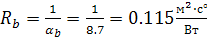 R_b = 1/α_b = 1/8.7 = 0.115 м²·с°/Вт